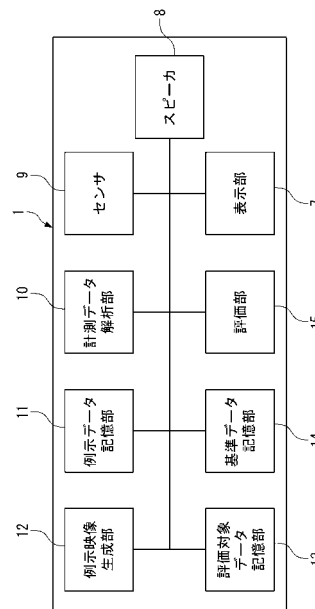 1
12
例示映像
生成部
11
例示データ
記憶部
10
計測データ
解析部
9
センサ
8
スピーカ
評価対象
データ
記憶部
13
基準データ
記憶部
14
評価部
15
表示部
7